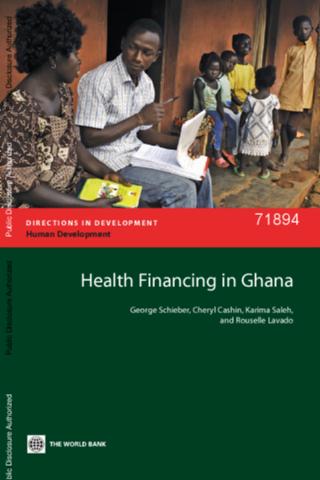 Public Disclosure Authorized
Public Disclosure Authorized
Public Disclosure Authorized
blic Disclosure Authorized
DIRECTIONS IN DEVELOPMENT
Human Development
71894
Health Financing in Ghana
George Schieber, Cheryl Cashin, Karima Saleh,
and Rouselle Lavado
THE WORLD BANK